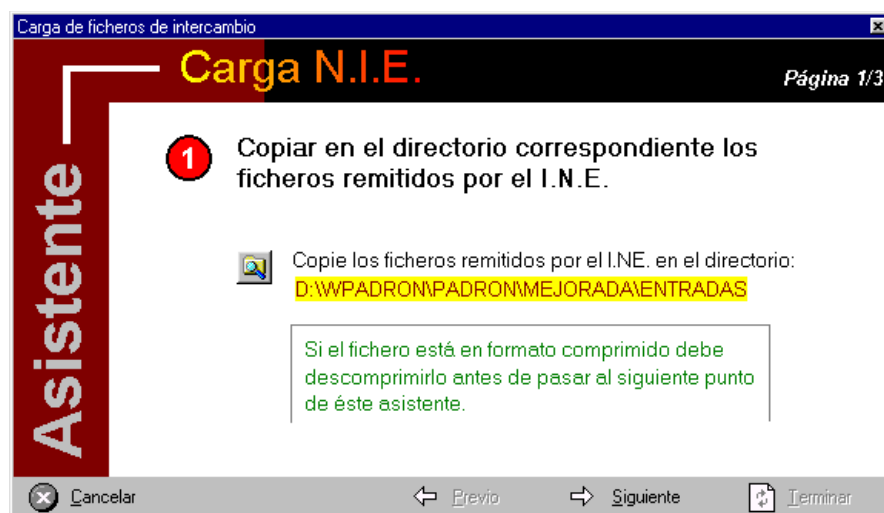 Carga de ficheros de intercambio
Carga N.I.E.
Página 1/3
Asistente
1
Copiar en el directorio correspondiente los
ficheros remitidos por el I.N.E.
Copie los ficheros remitidos por el I.NE. en el directorio:
D:\WPADRON\PADRON\MEJORADA\ENTRADAS
Si el fichero está en formato comprimido debe
descomprimirlo antes de pasar al siguiente punto
de éste asistente.
Cancelar
Previo
Siguiente
Terminar